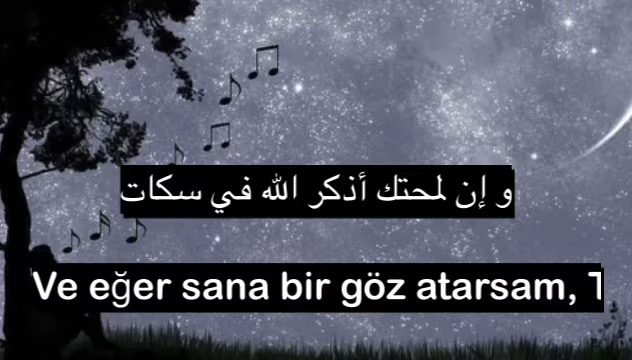 و إن لمحتك أذكر الله في سكات
Ve eğer sana bir göz atarsam,